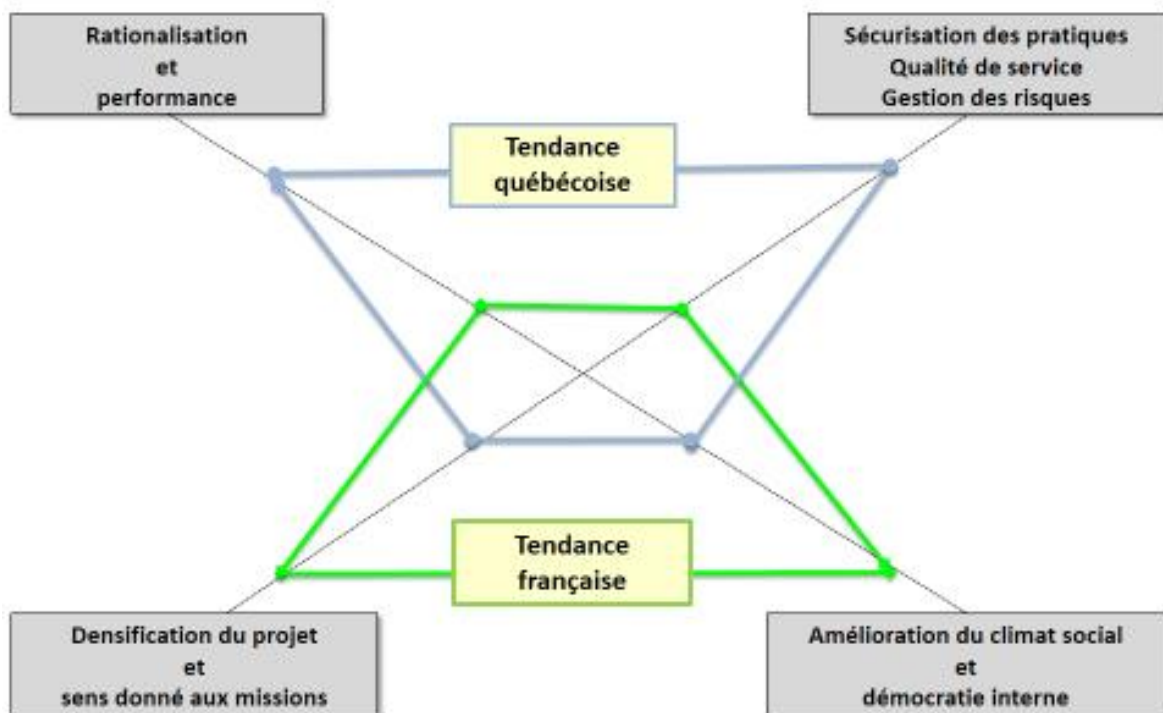 Rationalisation
et
performance
Sécurisation des pratiques
Qualité de service
Gestion des risques
Tendance
québécoise
Tendance
française
Densification du projet
et
sens donné aux missions
Amélioration du climat social
et
démocratie interne